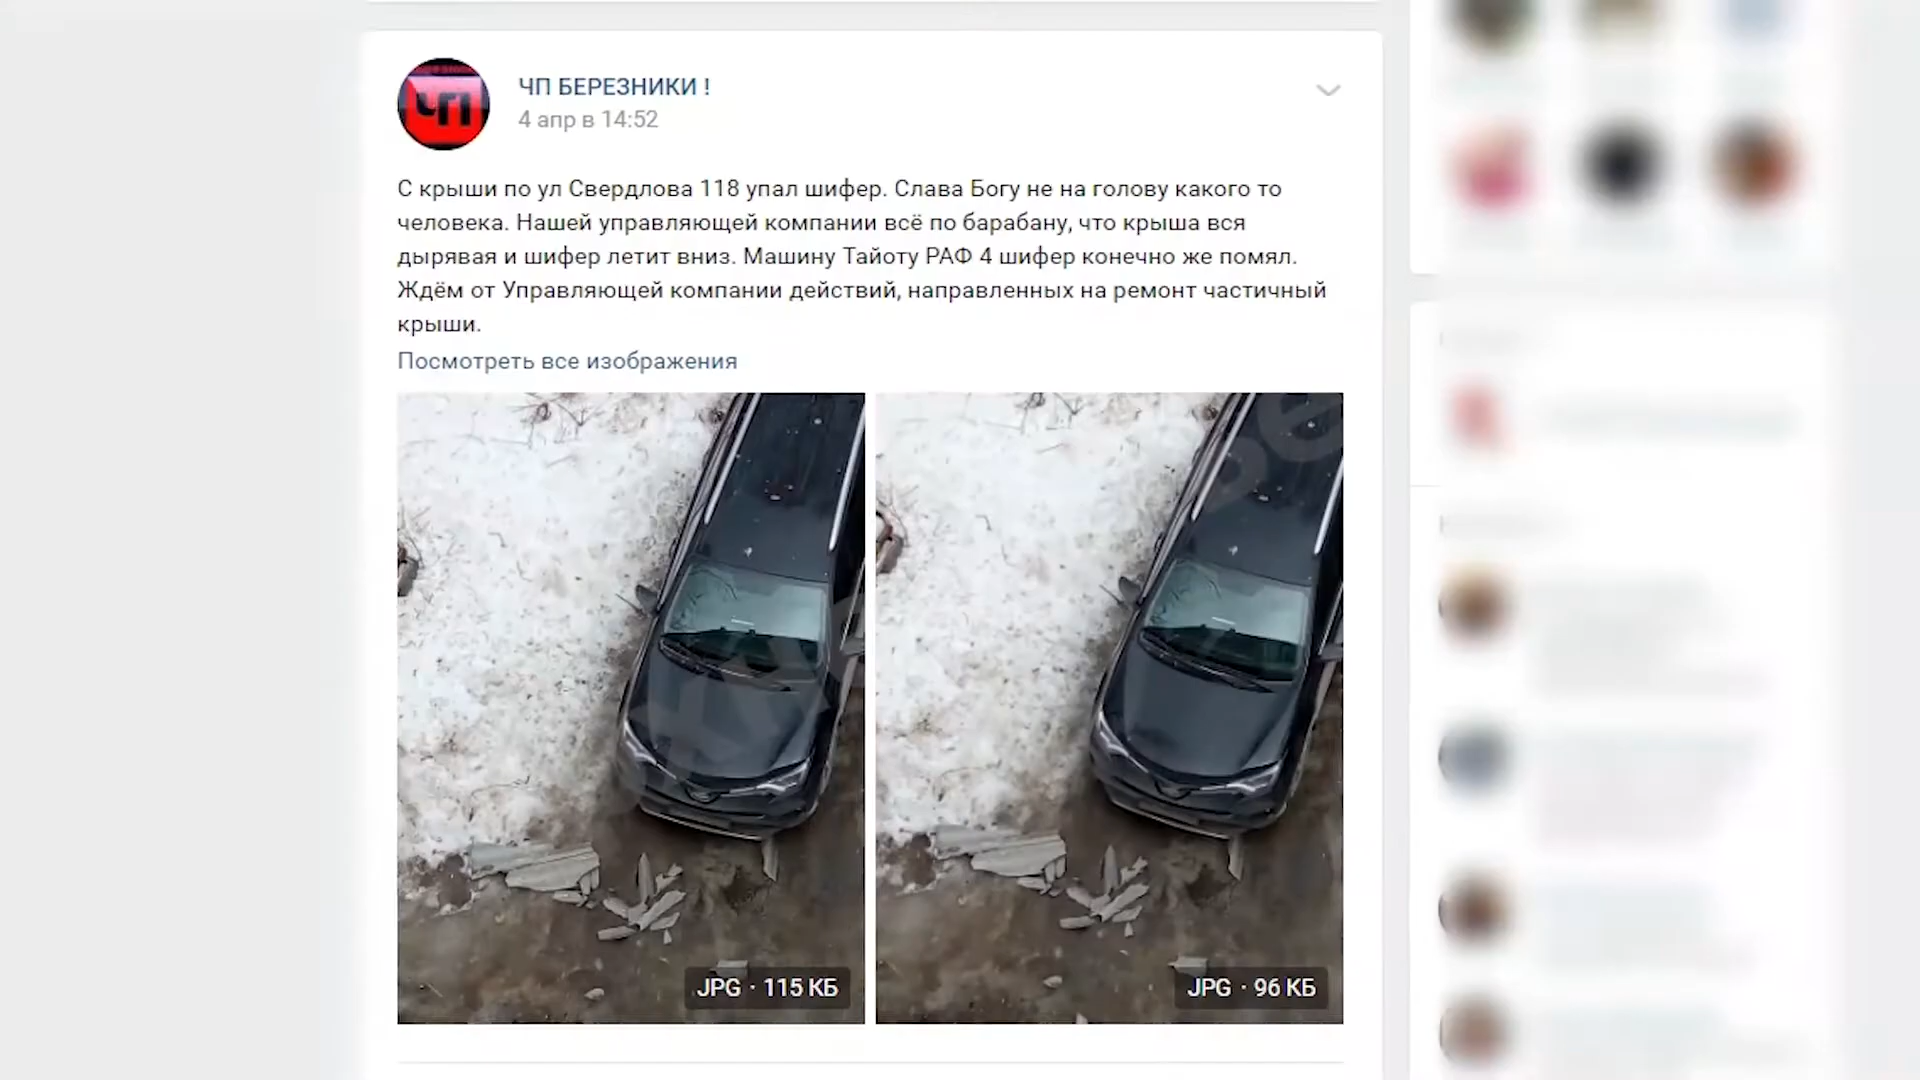 ЧП
ЧП БЕРЕЗНИКИ !
4 апр в 14:52
С крыши по ул Свердлова 118 упал шифер. Слава Богу не на голову какого то
человека. Нашей управляющей компании всё по барабану, что крыша вся
дырявая и шифер летит вниз. Машину Тайоту РАФ 4 шифер конечно же помял.
Ждём от Управляющей компании действий, направленных на ремонт частичный
крыши.
Посмотреть все изображения
JPG · 115 КБ
JPG · 96 КБ